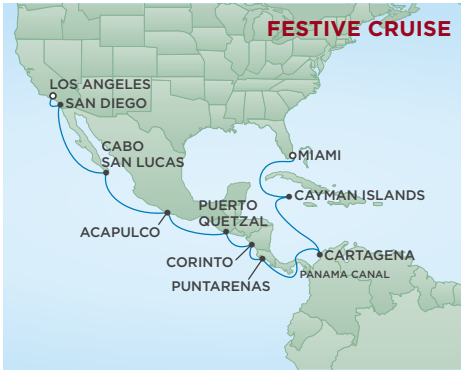 FESTIVE CRUISE
LOS ANGELES
SAN DIEGO
CABO
SAN LUCAS
MIAMI
CAYMAN ISLANDS
PUERTO
QUETZAL
ACAPULCO
CARTAGENA
CORINTO
PANAMA CANAL
PUNTARENAS